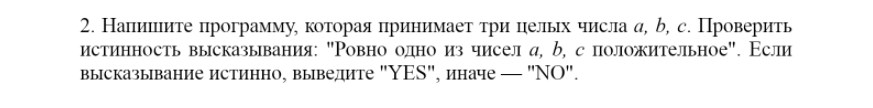 2. Напишите программу, которая принимает три целых числа a, b, c. Проверить
истинность высказывания: "Ровно одно из чисел a, b, c положительное". Если
высказывание истинно, выведите "YES", иначе — "NO".